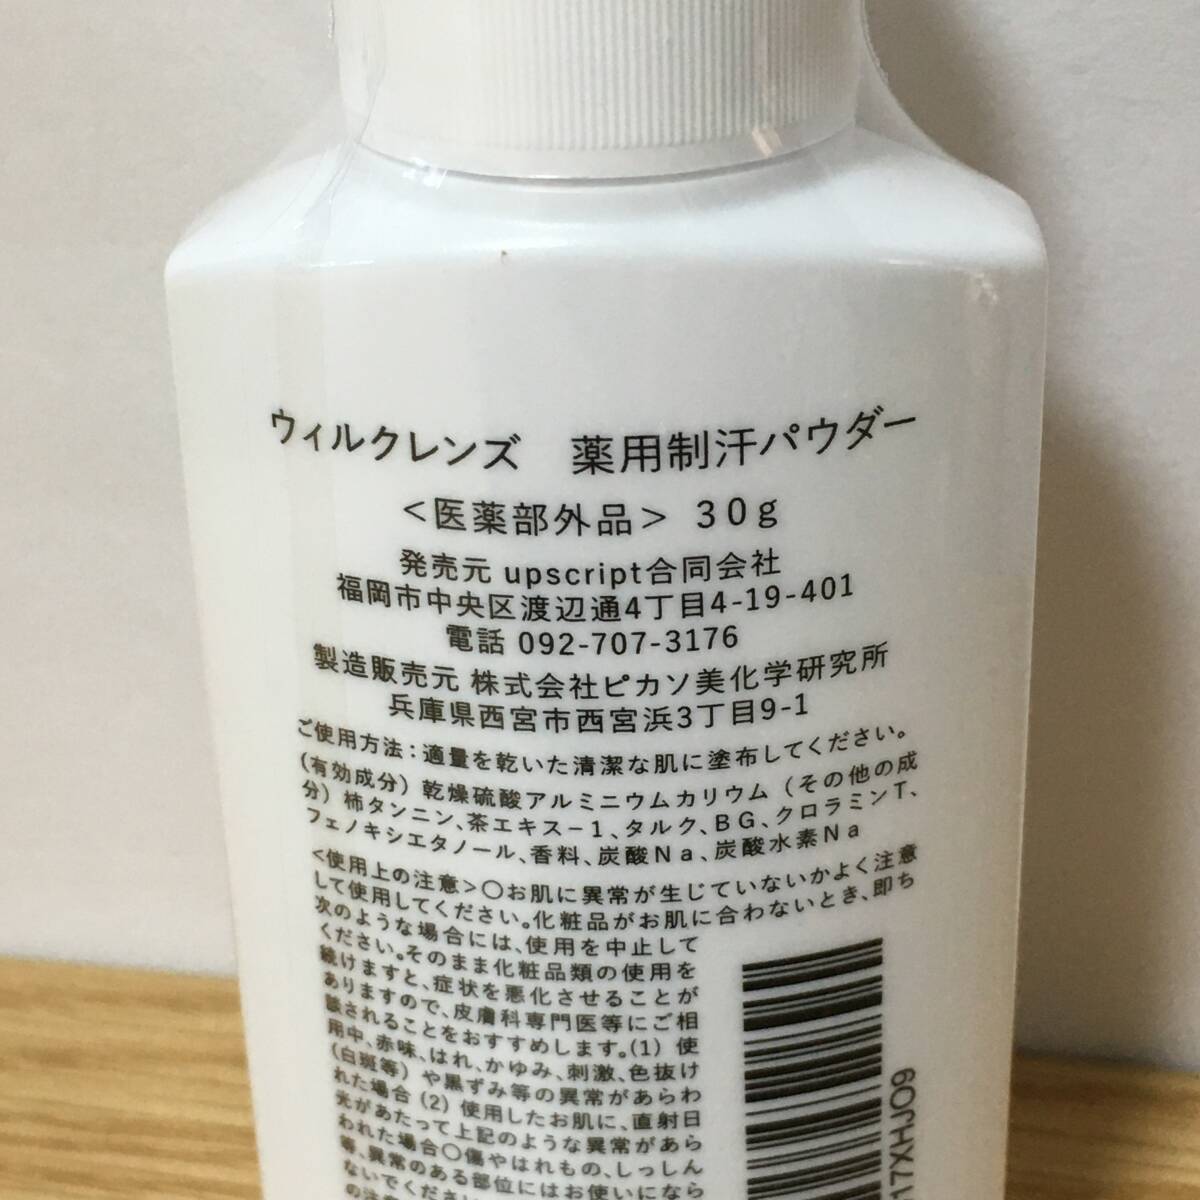 ウィルクレンズ　薬用制汗パウダー
＜医薬部外品＞ 30g
発売元 upscript合同会社
福岡市中央区渡辺通4丁目4-19-401
電話 092-707-3176
製造販売元 株式会社ピカソ美化学研究所
兵庫県西宮市西宮浜3丁目9-1
ご使用方法：適量を乾いた清潔な肌に塗布してください。
(有効成分) 乾燥硫酸アルミニウムカリウム（その他の成
分）柿タンニン、茶エキス−1、タルク、BG、クロラミンT、
フェノキシエタノール、香料、炭酸Na、炭酸水素Na
<使用上の注意>〇お肌に異常が生じていないかよく注意
して使用してください。化粧品がお肌に合わないとき、即ち
次のような場合には、使用を中止して
ください。そのまま化粧品類の使用を
続けますと、症状を悪化させることが
ありますので、皮膚科専門医等にご相
談されることをおすすめします。(1) 使
用中、赤味、はれ、かゆみ、刺激、色抜け
(白斑等) や黒ずみ等の異常があらわ
れた場合 (2) 使用したお肌に、直射日
光があたって上記のような異常があら
われた場合〇傷やはれもの、しっしん
等、異常のある部位にはお使いになら
ないでください
の注意
17XHJO9